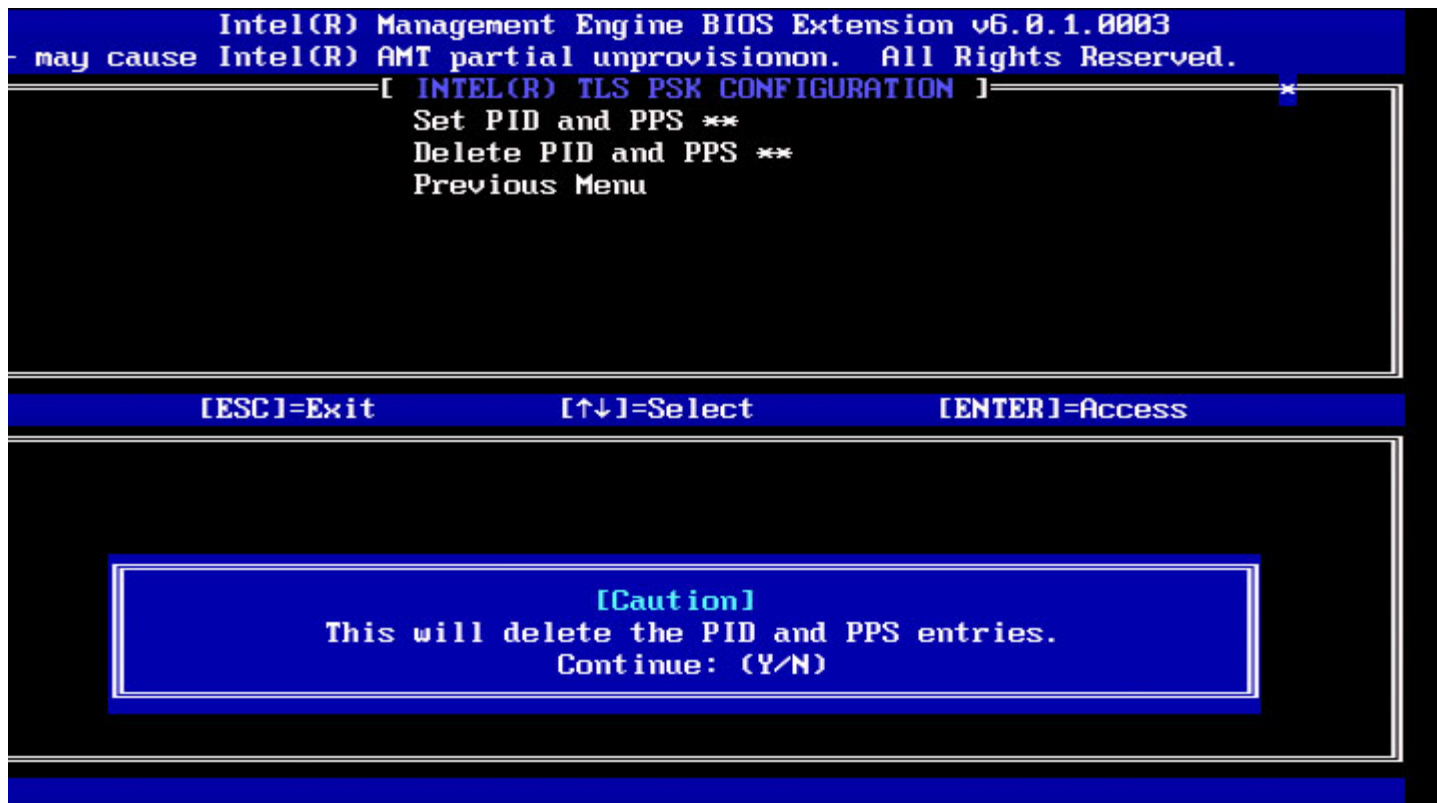 Intel(R) Management Engine BIOS Extension v6.0.1.0003
- may cause Intel(R) AMT partial unprovisionon. All Rights Reserved.
[ INTEL(R) TLS PSK CONFIGURATION ] *
Set PID and PPS **
Delete PID and PPS **
Previous Menu
[ESC]=Exit [↑↓]=Select [ENTER]=Access
[Caution]
This will delete the PID and PPS entries.
Continue: (Y/N)